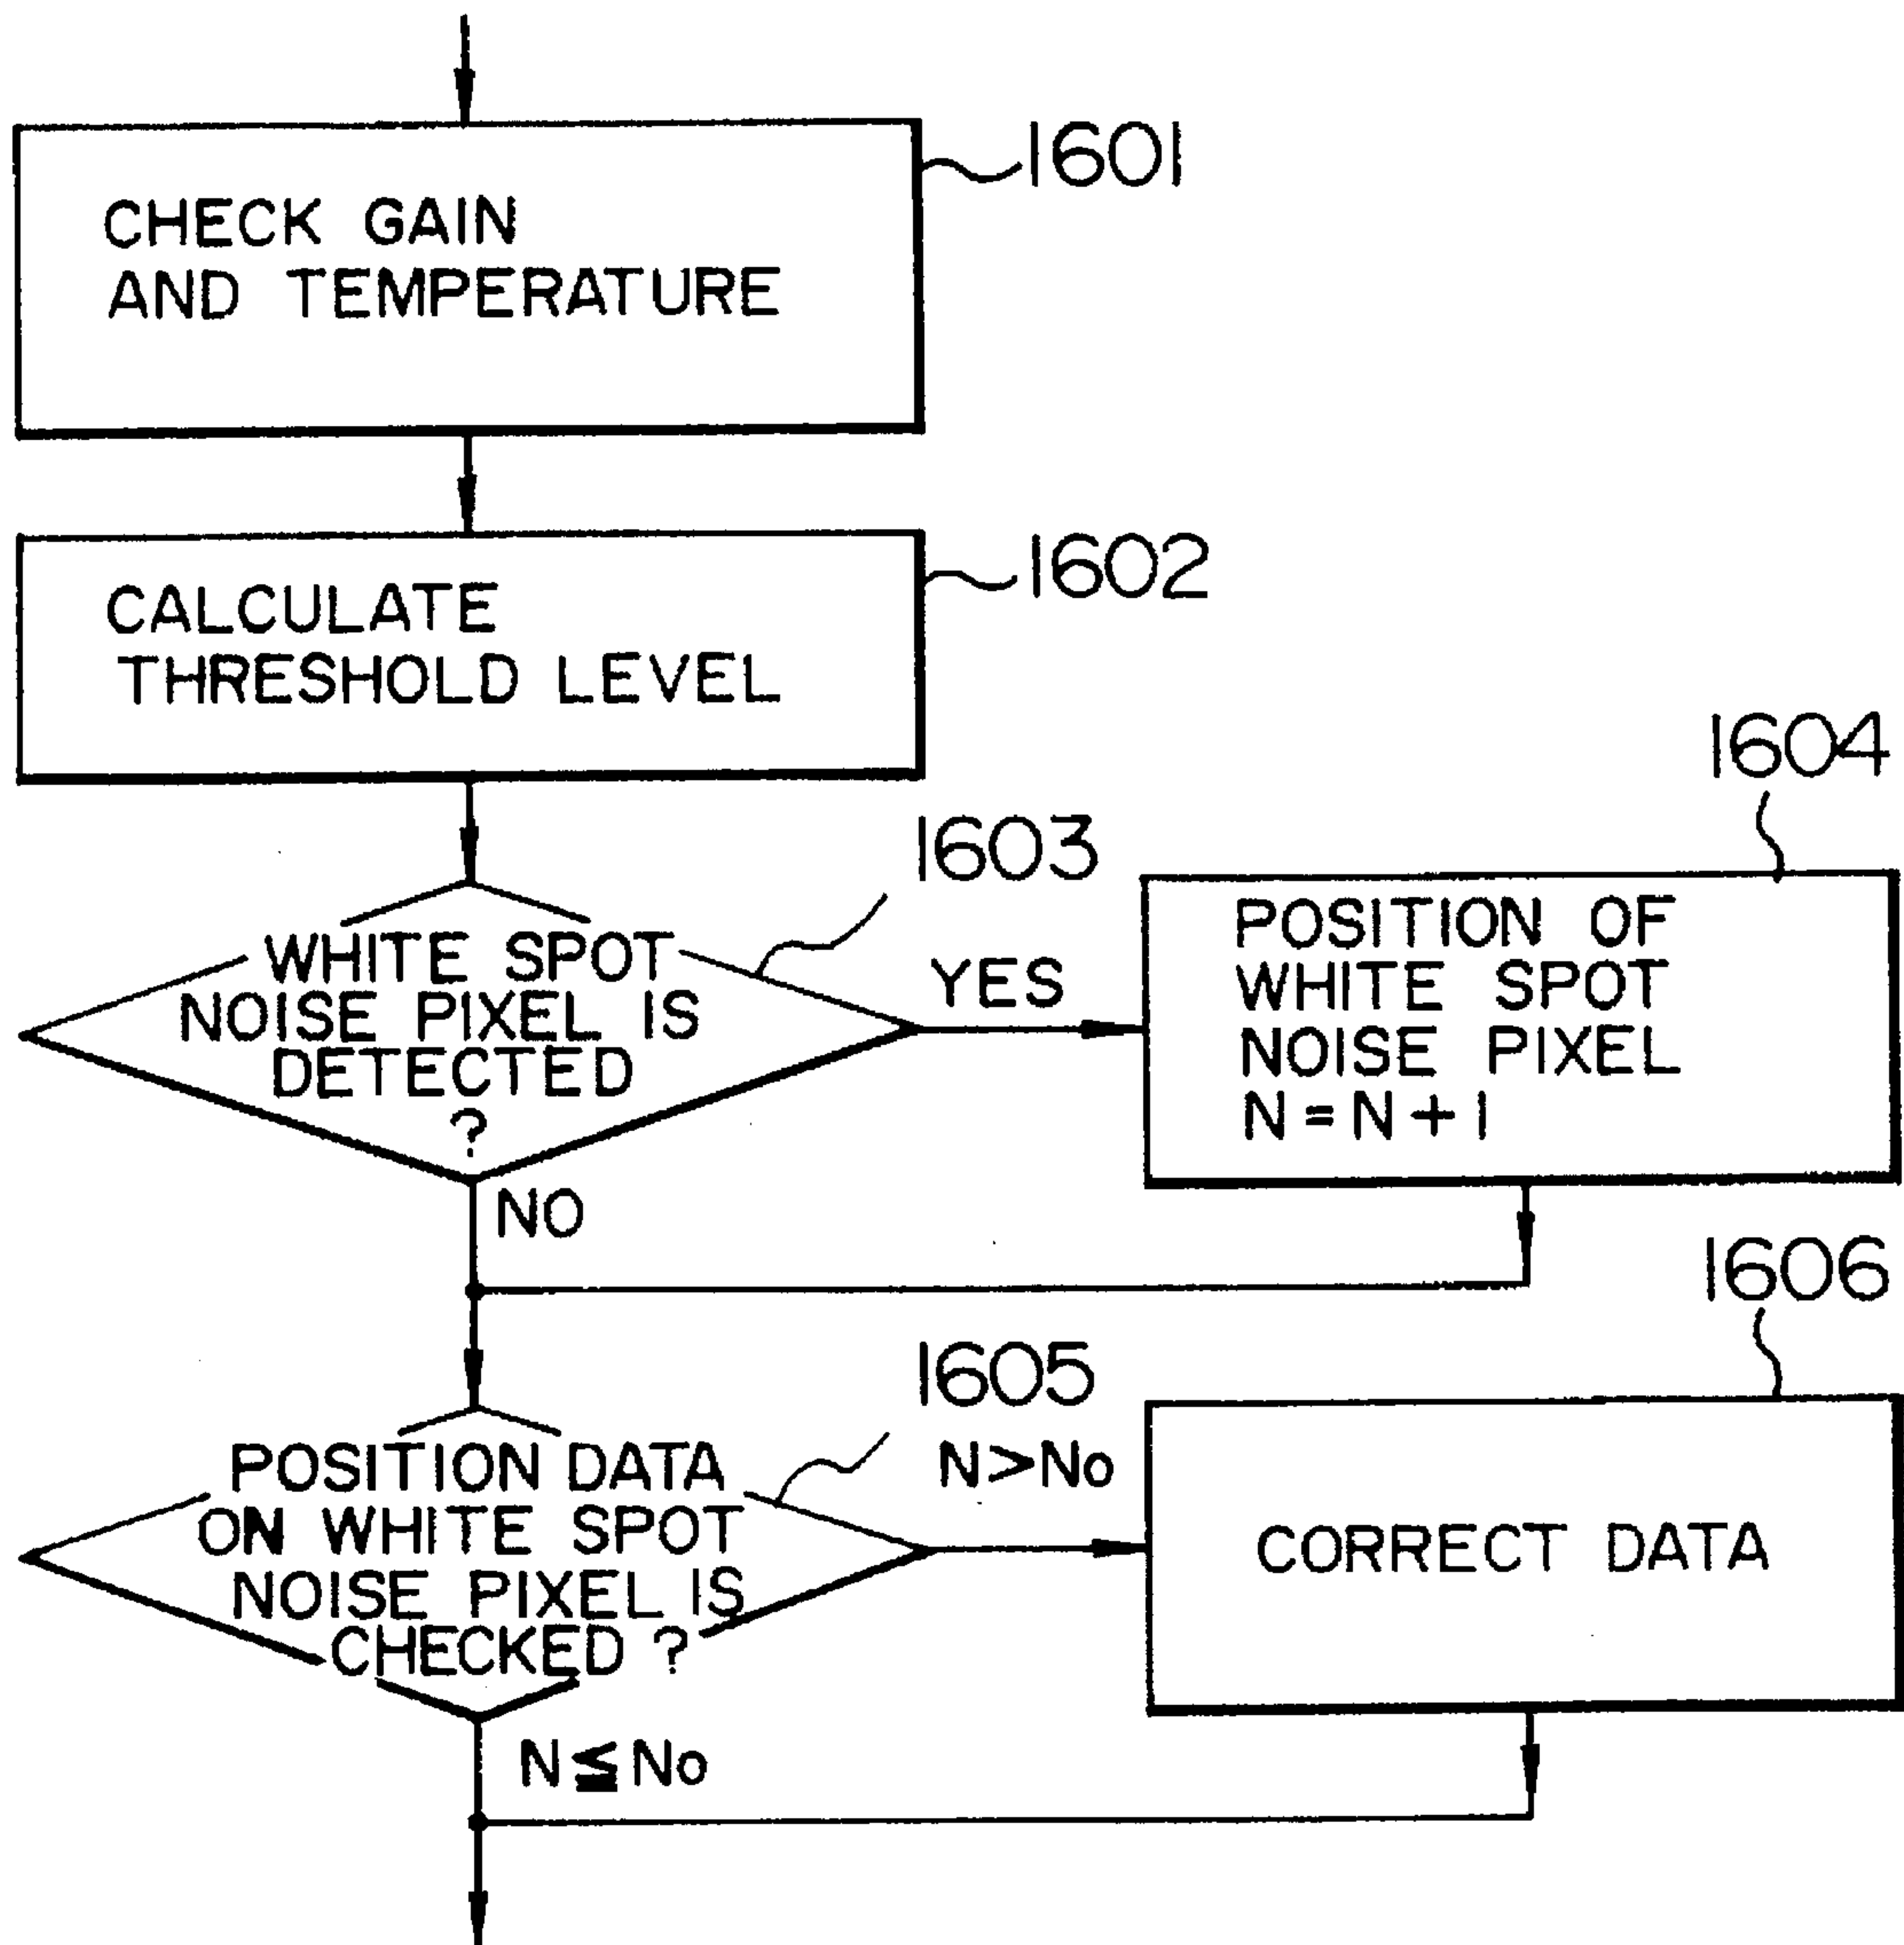 1601
CHECK GAIN
AND TEMPERATURE
1602
CALCULATE
THRESHOLD LEVEL
1603
WHITE SPOT
NOISE PIXEL IS
DETECTED
?
YES
NO
1604
POSITION OF
WHITE SPOT
NOISE PIXEL
N=N+1
1605
POSITION DATA
ON WHITE SPOT
NOISE PIXEL IS
CHECKED ?
N>No
N≦No
1606
CORRECT DATA